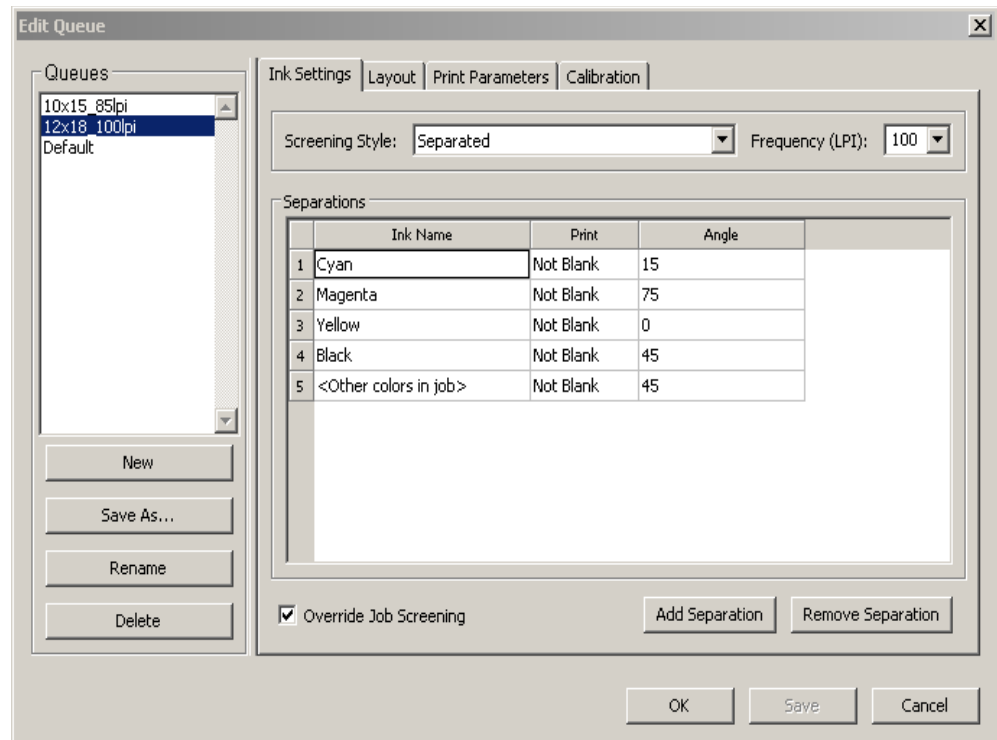 Edit Queue
Queues
10x15_85lpi
12x18_100lpi
Default
New
Save As...
Rename
Delete
Ink Settings Layout Print Parameters Calibration
Screening Style: Separated Frequency (LPI): 100
Separations
Ink Name Print Angle
1 Cyan Not Blank 15
2 Magenta Not Blank 75
3 Yellow Not Blank 0
4 Black Not Blank 45
5 <Other colors in job> Not Blank 45
Override Job Screening Add Separation Remove Separation
OK Save Cancel